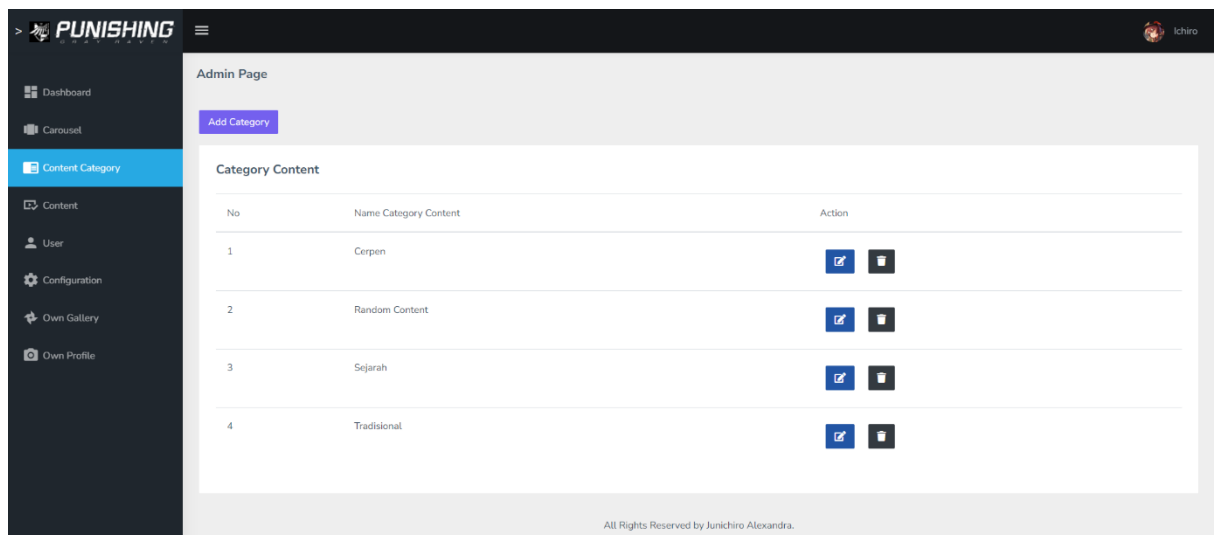 > PUNISHING
GRAY RAVEN
Ichiro
Dashboard
Carousel
Content Category
Content
User
Configuration
Own Gallery
Own Profile
Admin Page
Add Category
Category Content
No Name Category Content Action
1 Cerpen
2 Random Content
3 Sejarah
4 Tradisional
All Rights Reserved by Junichiro Alexandra.